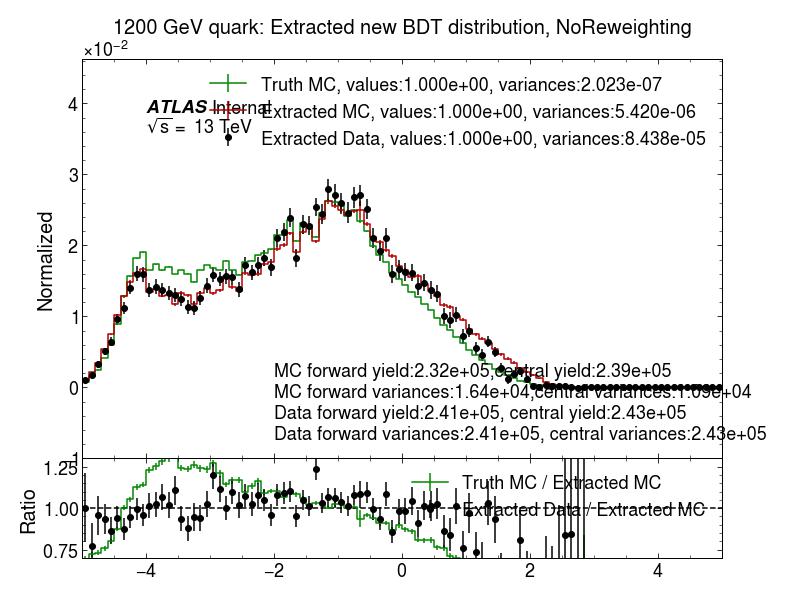 1200 GeV quark: Extracted new BDT distribution, NoReweighting
×10−2
Truth MC, values:1.000e+00, variances:2.023e-07
ATLAS Internal
Extracted MC, values:1.000e+00, variances:5.420e-06
√s = 13 TeV
Extracted Data, values:1.000e+00, variances:8.438e-05
4
3
2
1
0
Normalized
MC forward yield:2.32e+05,central yield:2.39e+05
MC forward variances:1.64e+04,central variances:1.09e+04
Data forward yield:2.41e+05, central yield:2.43e+05
Data forward variances:2.41e+05, central variances:2.43e+05
1.25
1.00
0.75
Ratio
Truth MC / Extracted MC
Extracted Data / Extracted MC
−4 −2 0 2 4